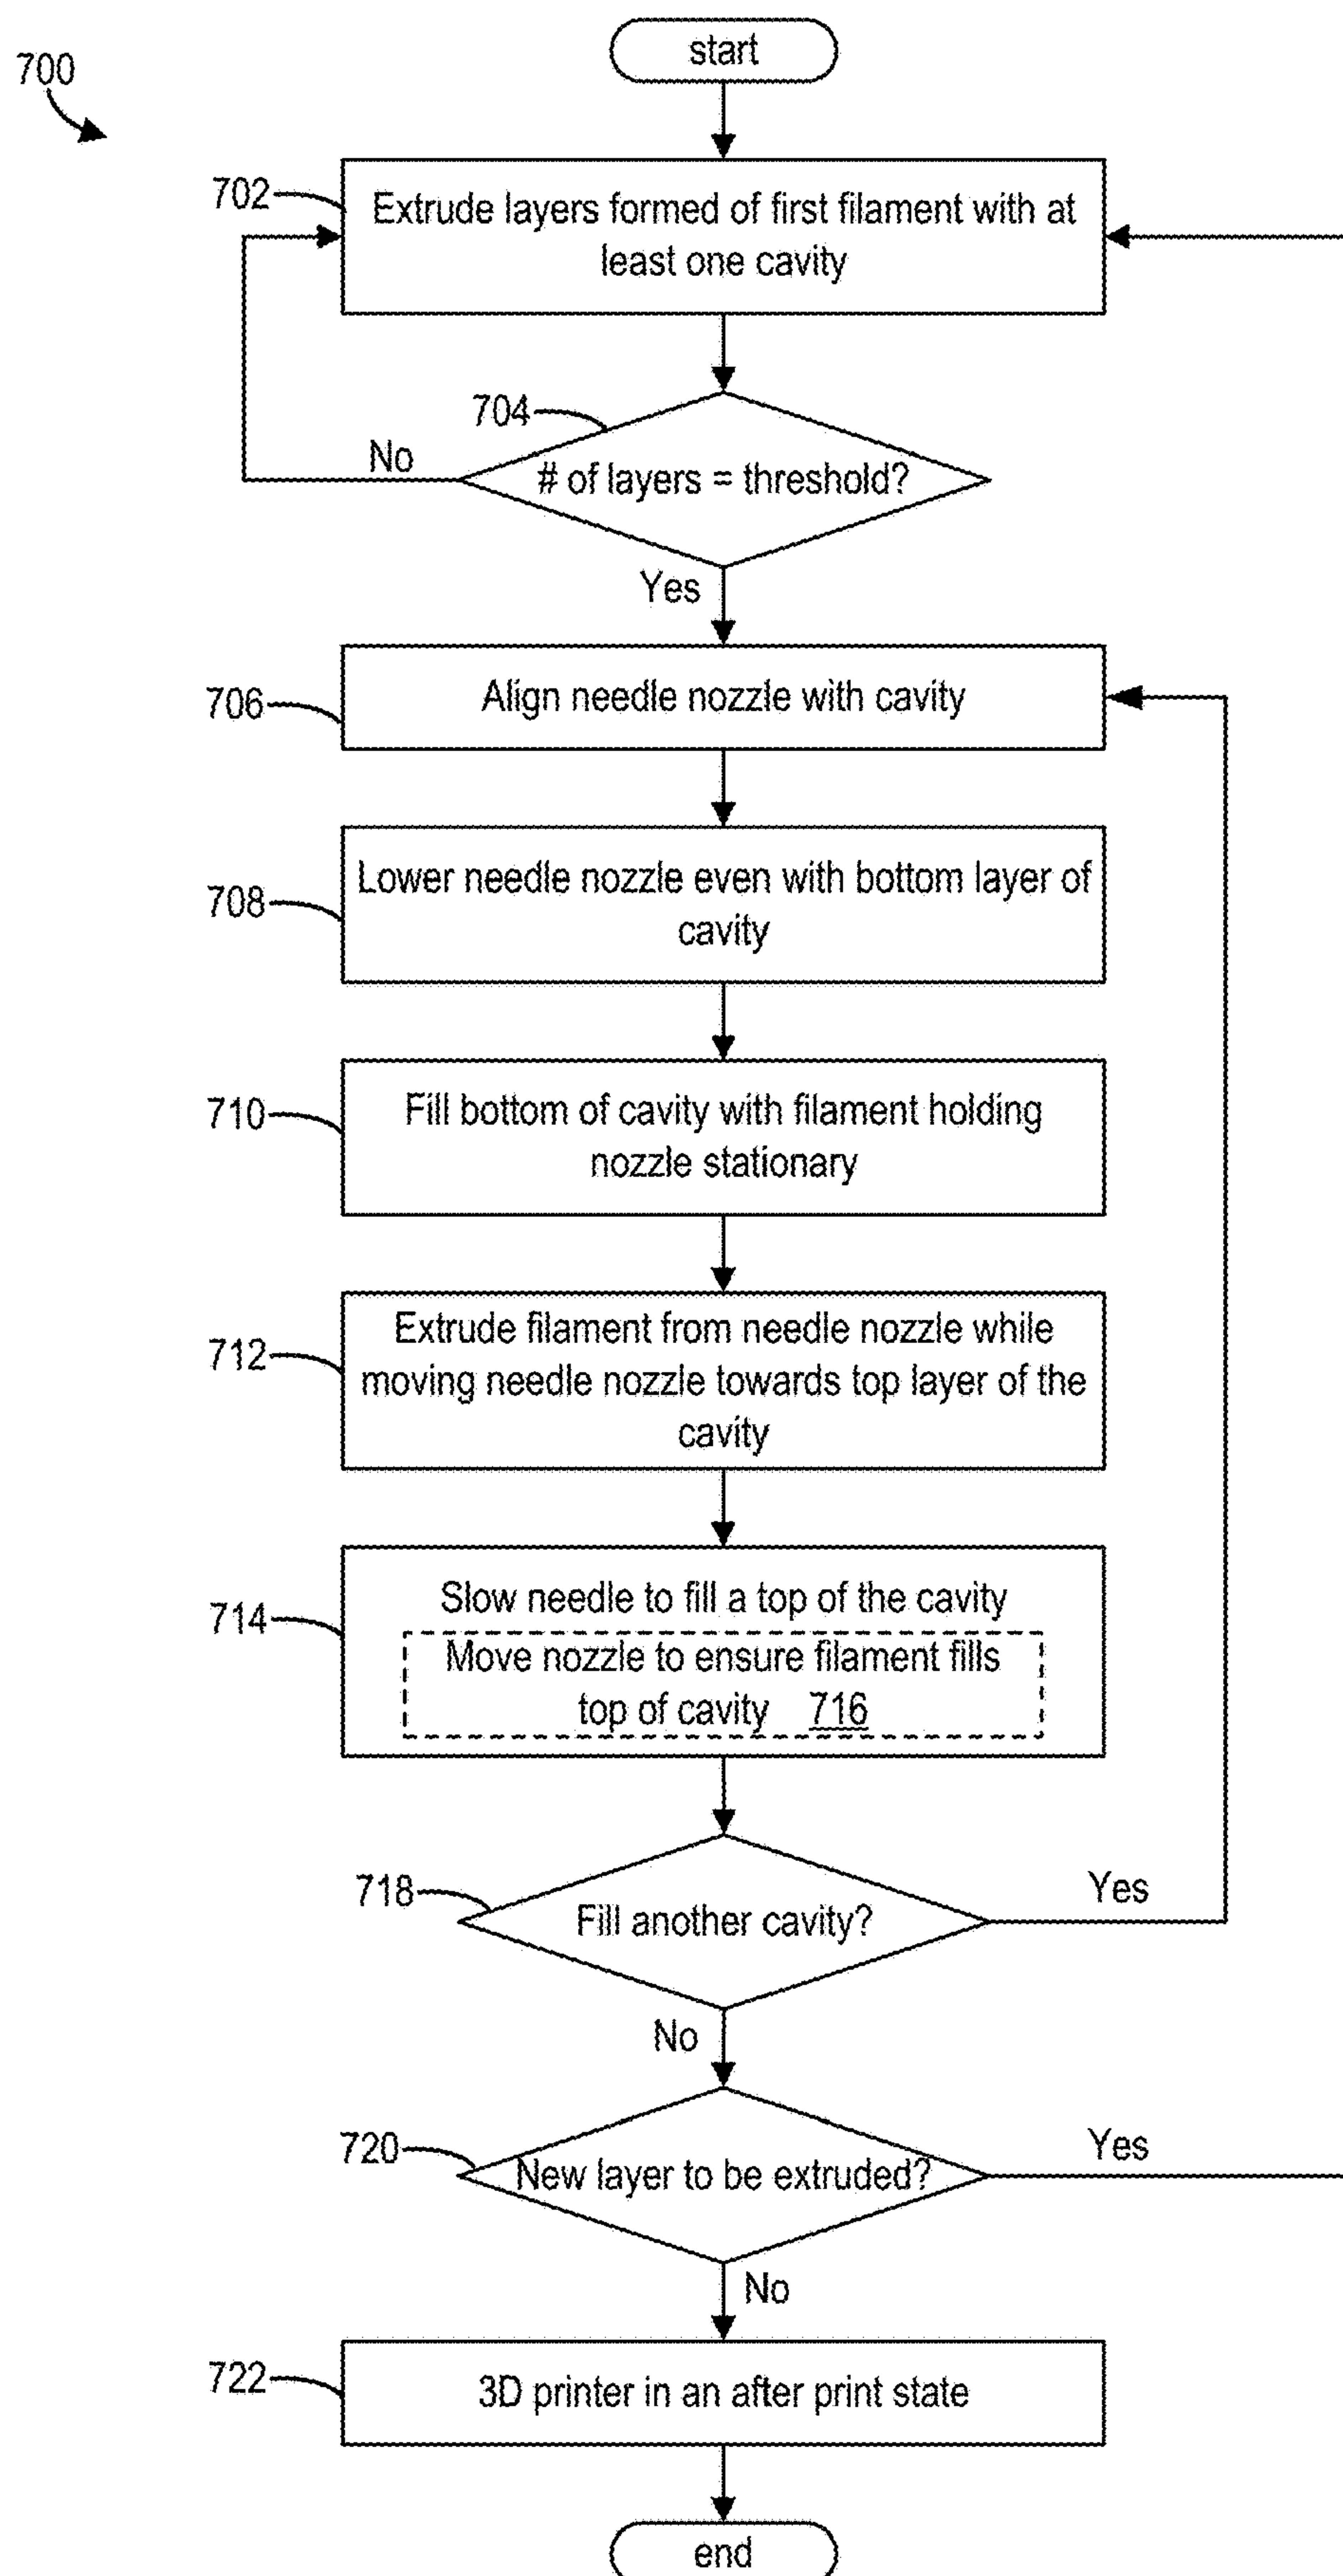 start
700
702
Extrude layers formed of first filament with at
least one cavity
704
No
# of layers = threshold?
Yes
706
Align needle nozzle with cavity
708
Lower needle nozzle even with bottom layer of
cavity
710
Fill bottom of cavity with filament holding
nozzle stationary
712
Extrude filament from needle nozzle while
moving needle nozzle towards top layer of the
cavity
714
Slow needle to fill a top of the cavity
Move nozzle to ensure filament fills
top of cavity 716
718
Fill another cavity?
Yes
No
720
New layer to be extruded?
Yes
No
722
3D printer in an after print state
end